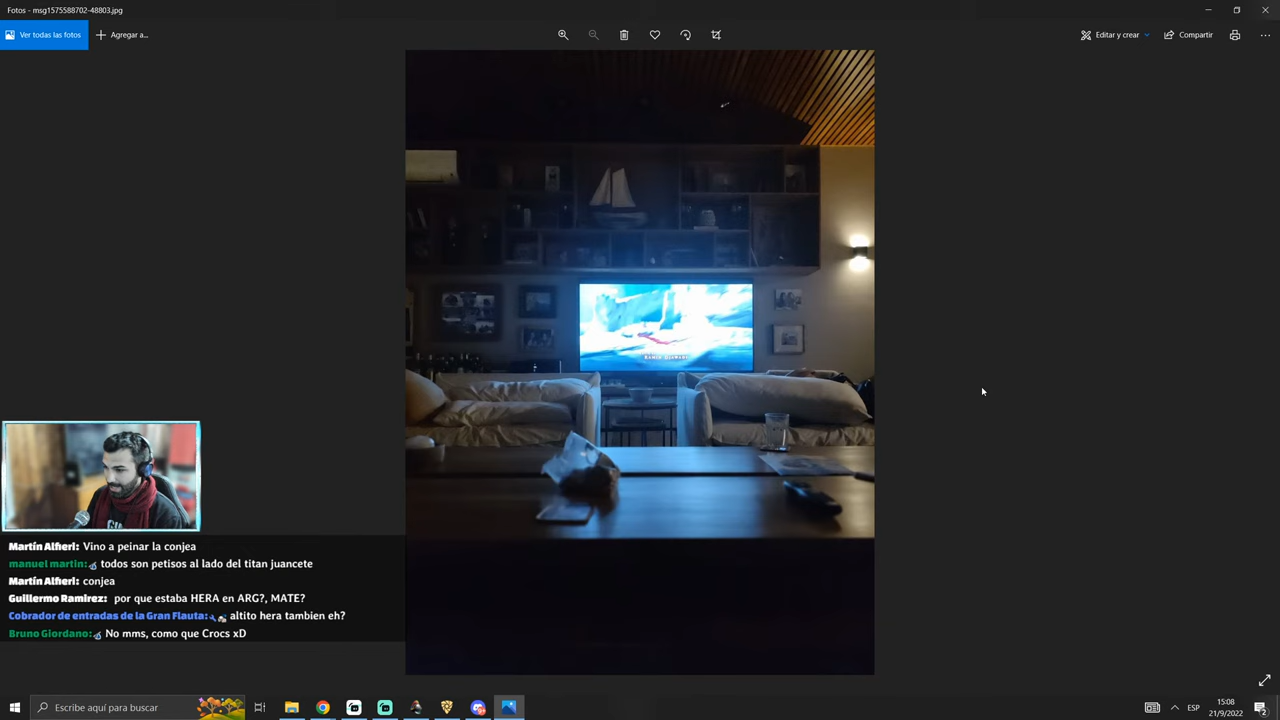 Fotos - msg1575588702-48803.jpg
Ver todas las fotos
Agregar a...
Editar y crear
Compartir
Martín Alfieri: Vino a peinar la conjea
manuel martin: todos son petisos al lado del titan juancete
Martín Alfieri: conjea
Guillermo Ramirez: por que estaba HERA en ARG?, MATE?
Cobrador de entradas de la Gran Flauta: altito hera tambien eh?
Bruno Giordano: No mms, como que Crocs xD
Escribe aquí para buscar
ESP
15:08
21/9/2022
2